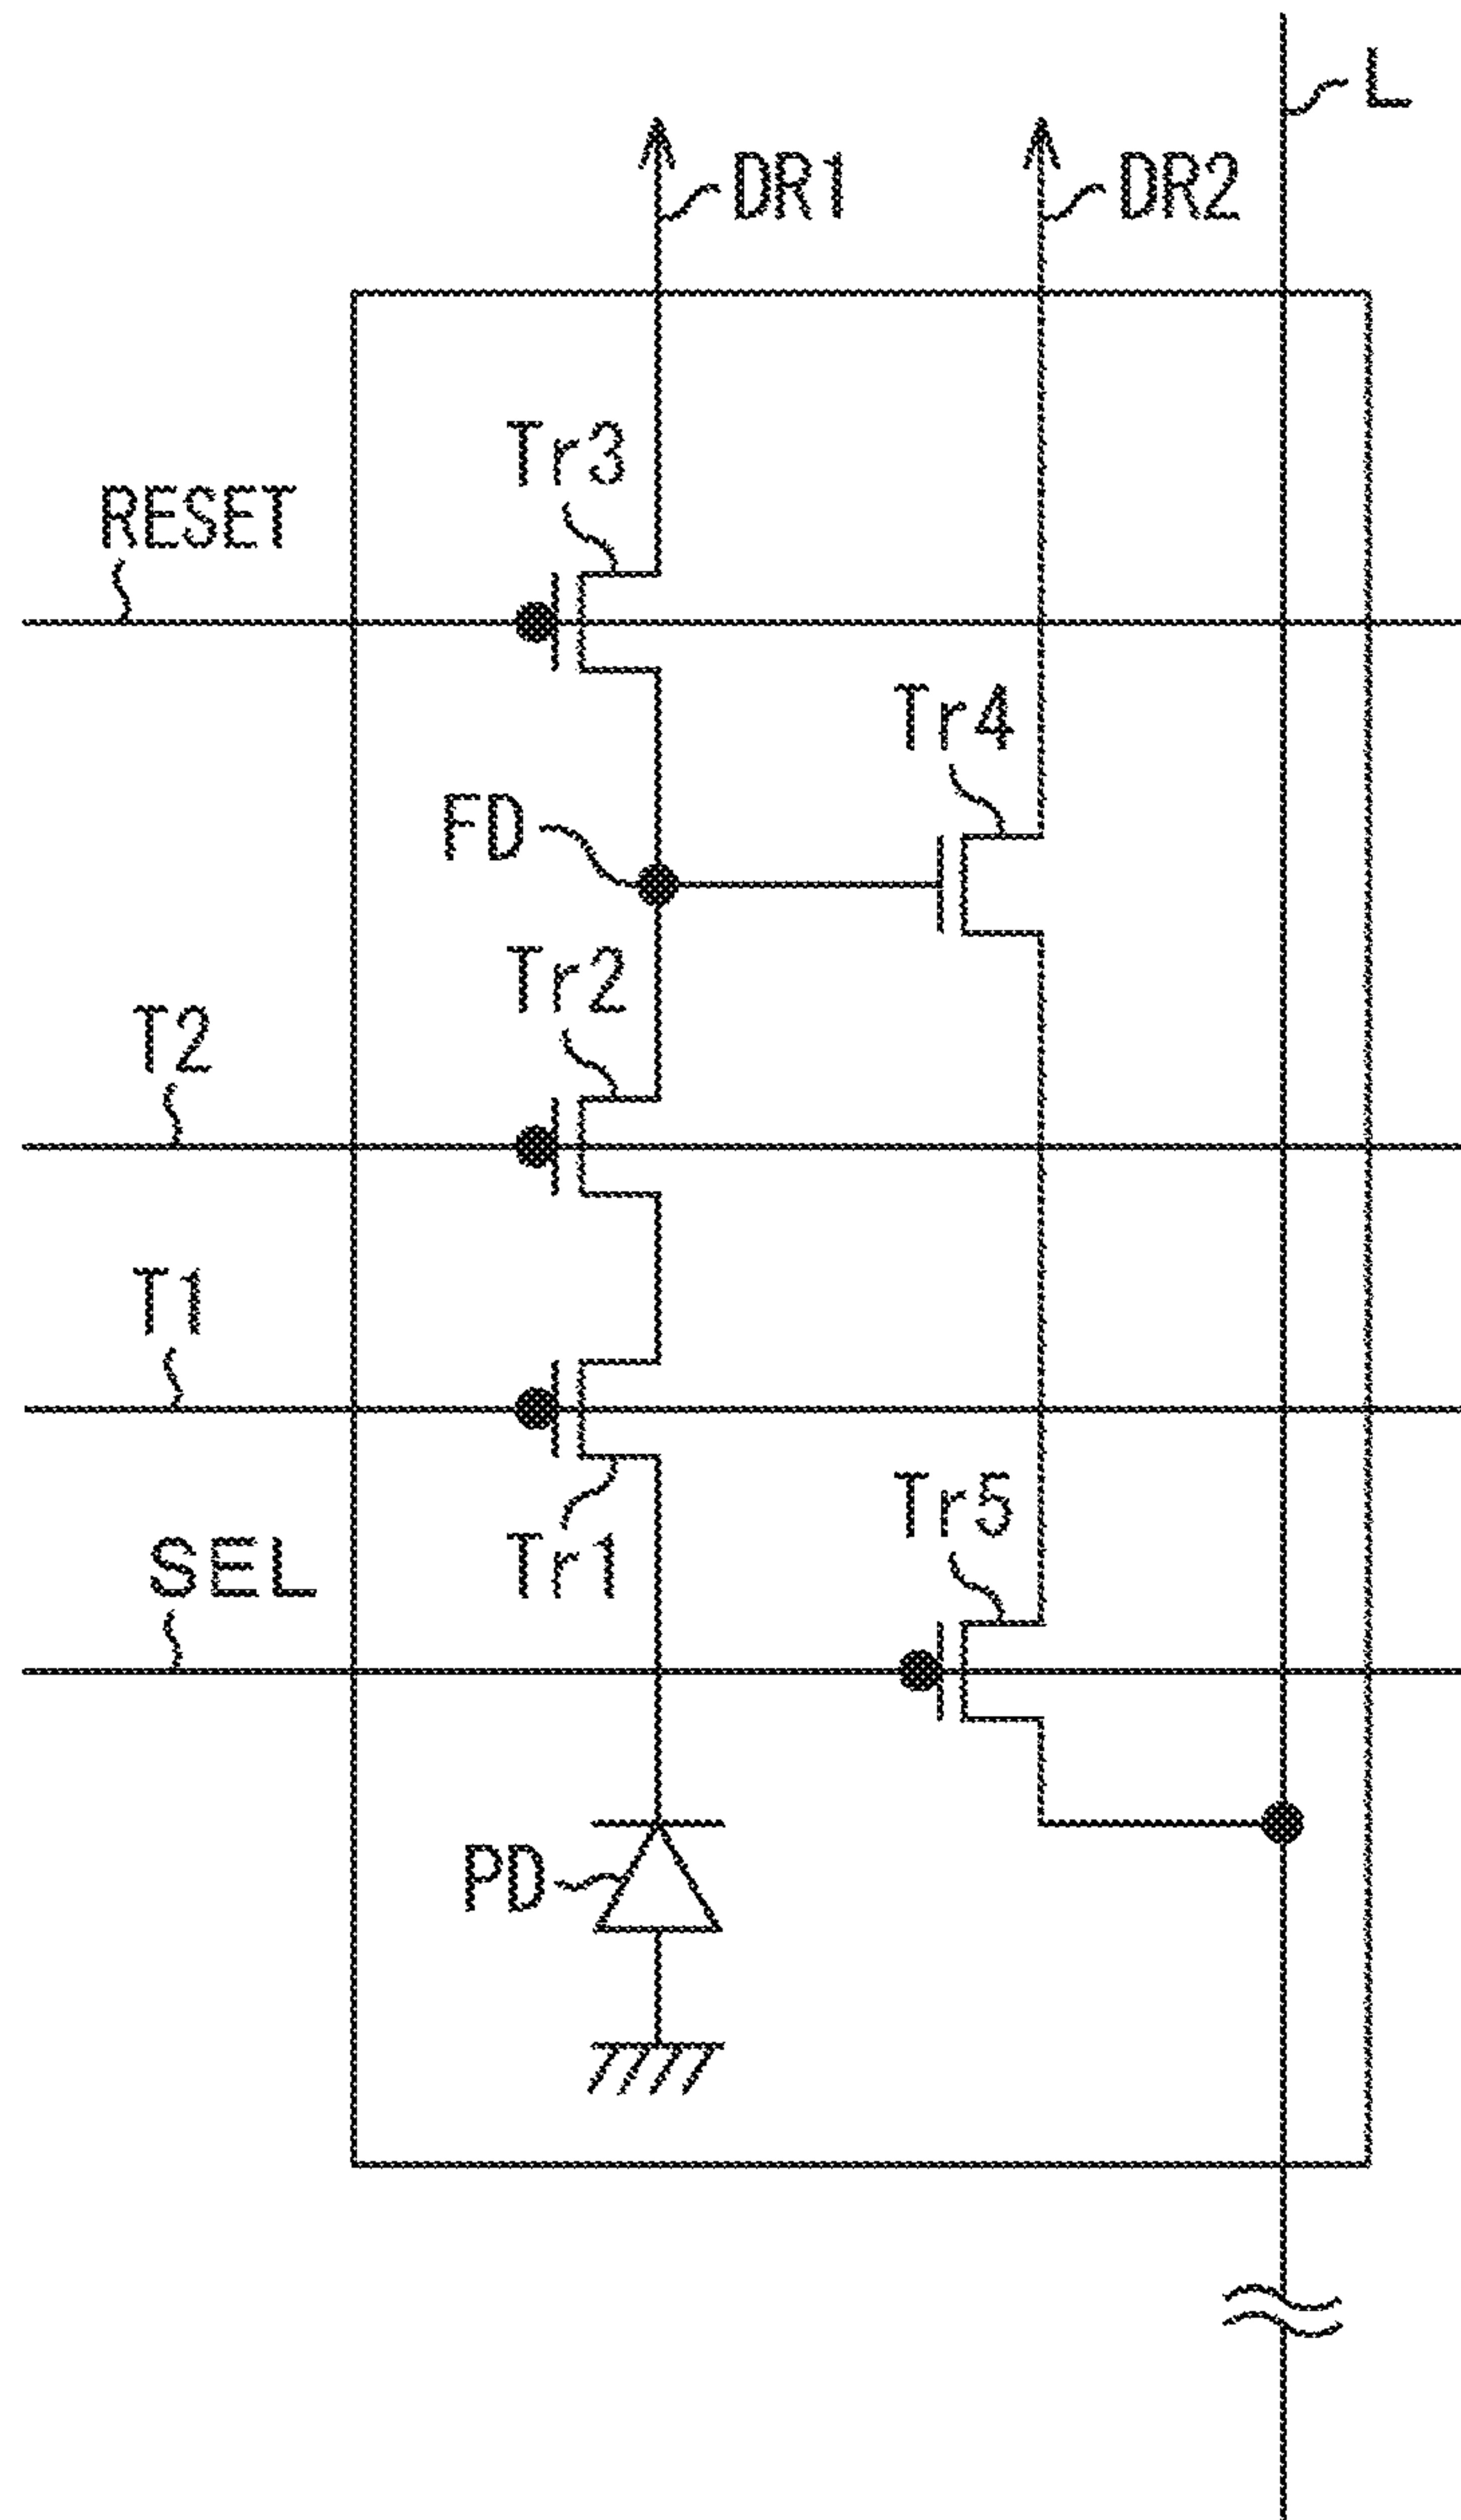 L
DR1
DR2
Tr3
RESET
Tr4
FD
Tr2
T2
T1
Tr5
Tr1
SEL
PD